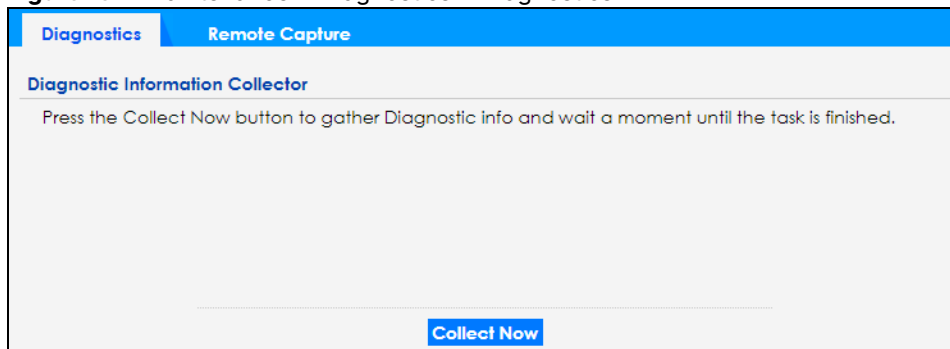 Diagnostics Remote Capture
Diagnostic Information Collector
Press the Collect Now button to gather Diagnostic info and wait a moment until the task is finished.
Collect Now